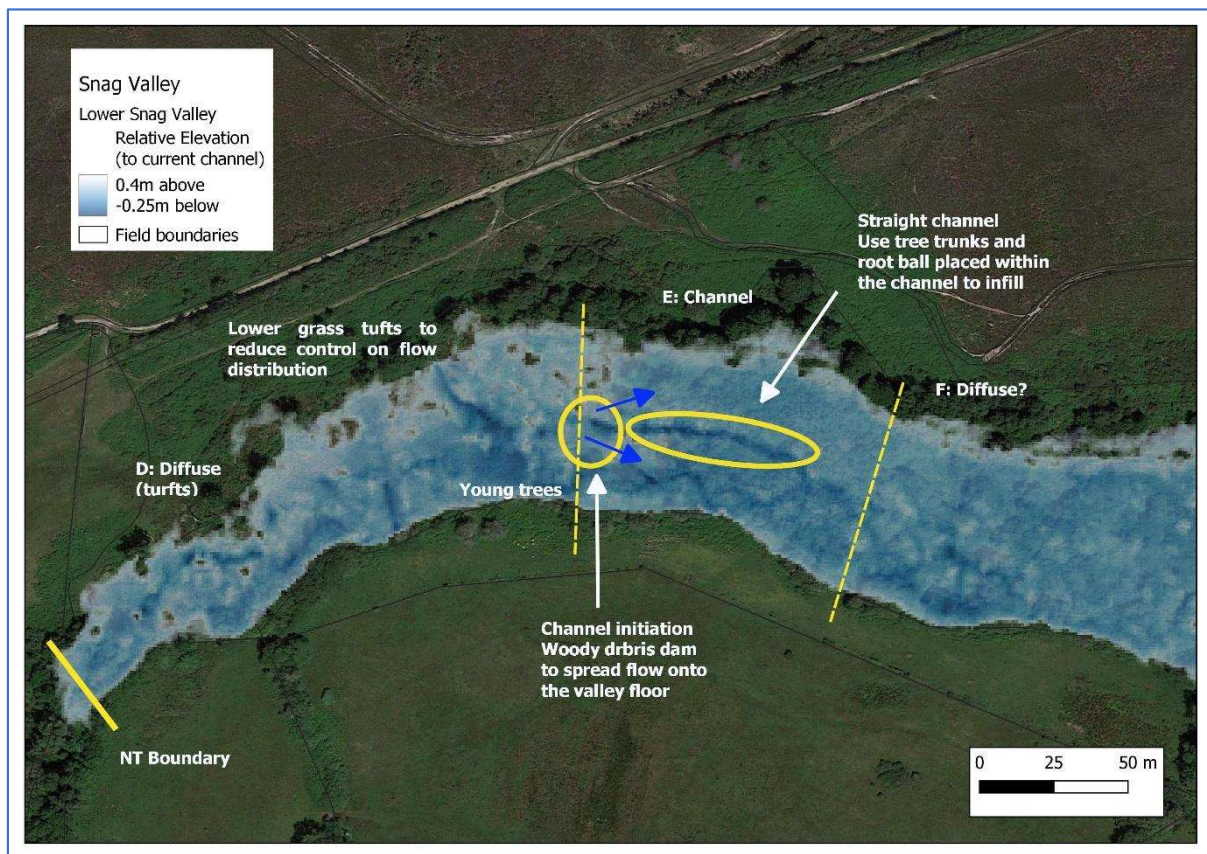 Snag Valley
Lower Snag Valley
Relative Elevation
(to current channel)
0.4m above
-0.25m below
Field boundaries
Straight channel
Use tree trunks and
root ball placed within
the channel to infill
E: Channel
Lower grass tufts to
reduce control on flow
distribution
F: Diffuse?
D: Diffuse
(turfts)
Young trees
Channel initiation
Woody drbris dam
to spread flow onto
the valley floor
NT Boundary
0 25 50 m